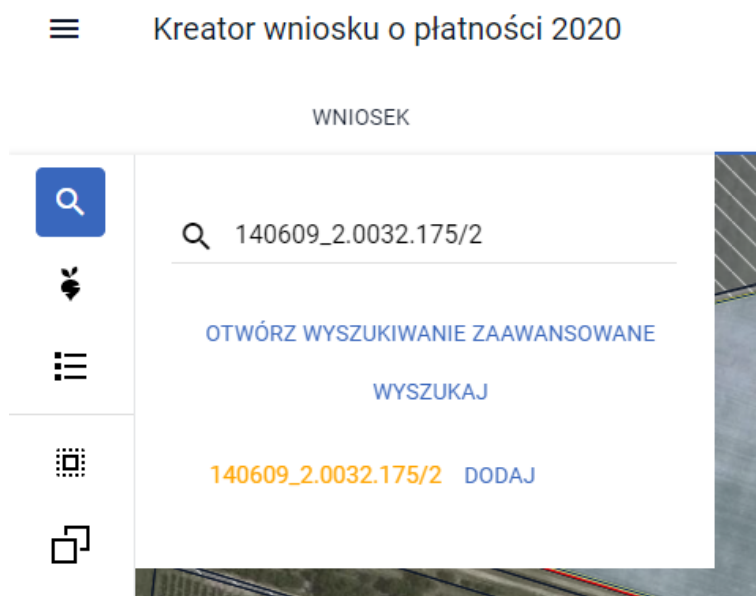 Kreator wniosku o płatności 2020
WNIOSEK
140609_2.0032.175/2
OTWÓRZ WYSZUKIWANIE ZAAWANSOWANE
WYSZUKAJ
140609_2.0032.175/2 DODAJ